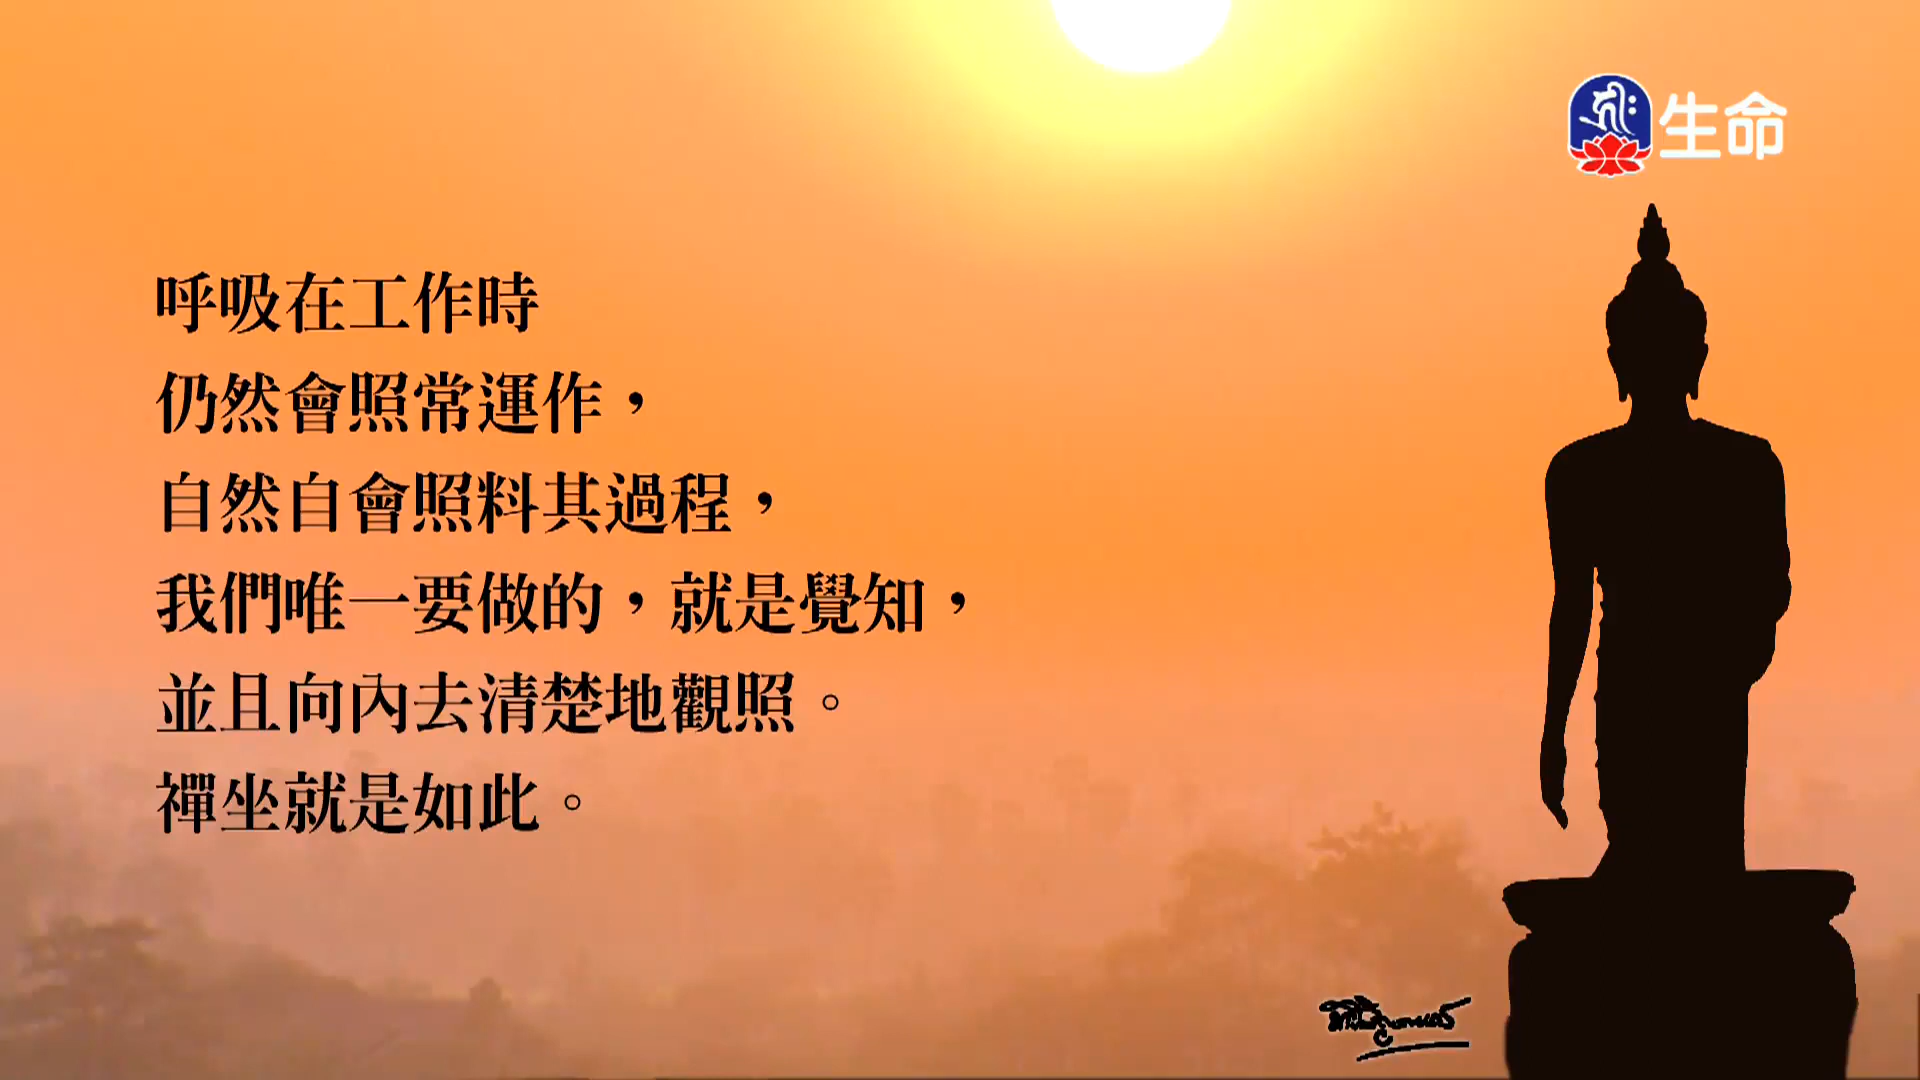 生命
呼吸在工作時
仍然會照常運作，
自然自會照料其過程，
我們唯一要做的，就是覺知，
並且向內去清楚地觀照。
禪坐就是如此。